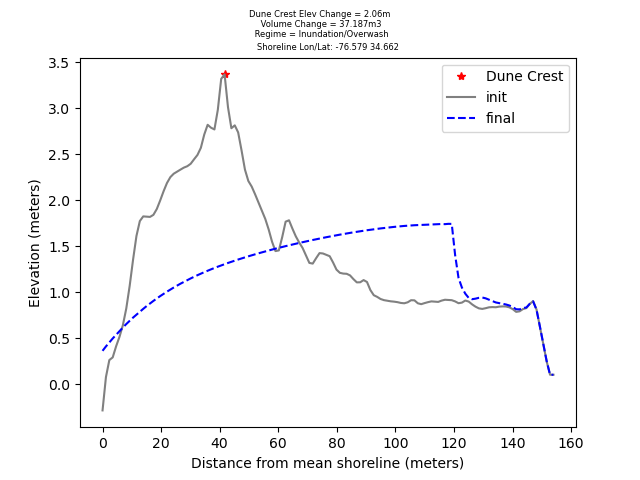 Dune Crest Elev Change = 2.06m
Volume Change = 37.187m3
Regime = Inundation/Overwash
Shoreline Lon/Lat: -76.579 34.662
3.5
3.0
2.5
2.0
1.5
1.0
0.5
0.0
Elevation (meters)
Dune Crest
init
final
0 20 40 60 80 100 120 140 160
Distance from mean shoreline (meters)